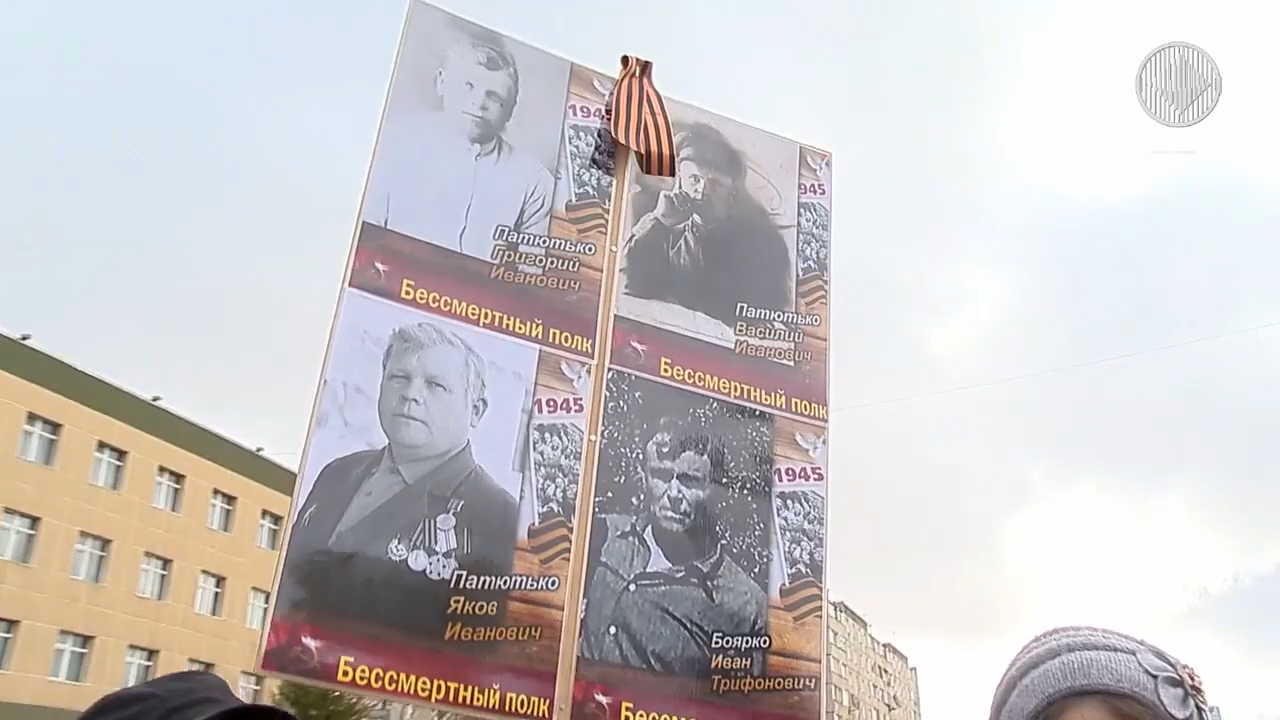 1945
Патютько
Григорий
Иванович
Бессмертный полк
1945
Патютько
Василий
Иванович
Бессмертный полк
1945
Патютько
Яков
Иванович
Бессмертный полк
1945
Боярко
Иван
Трифонович